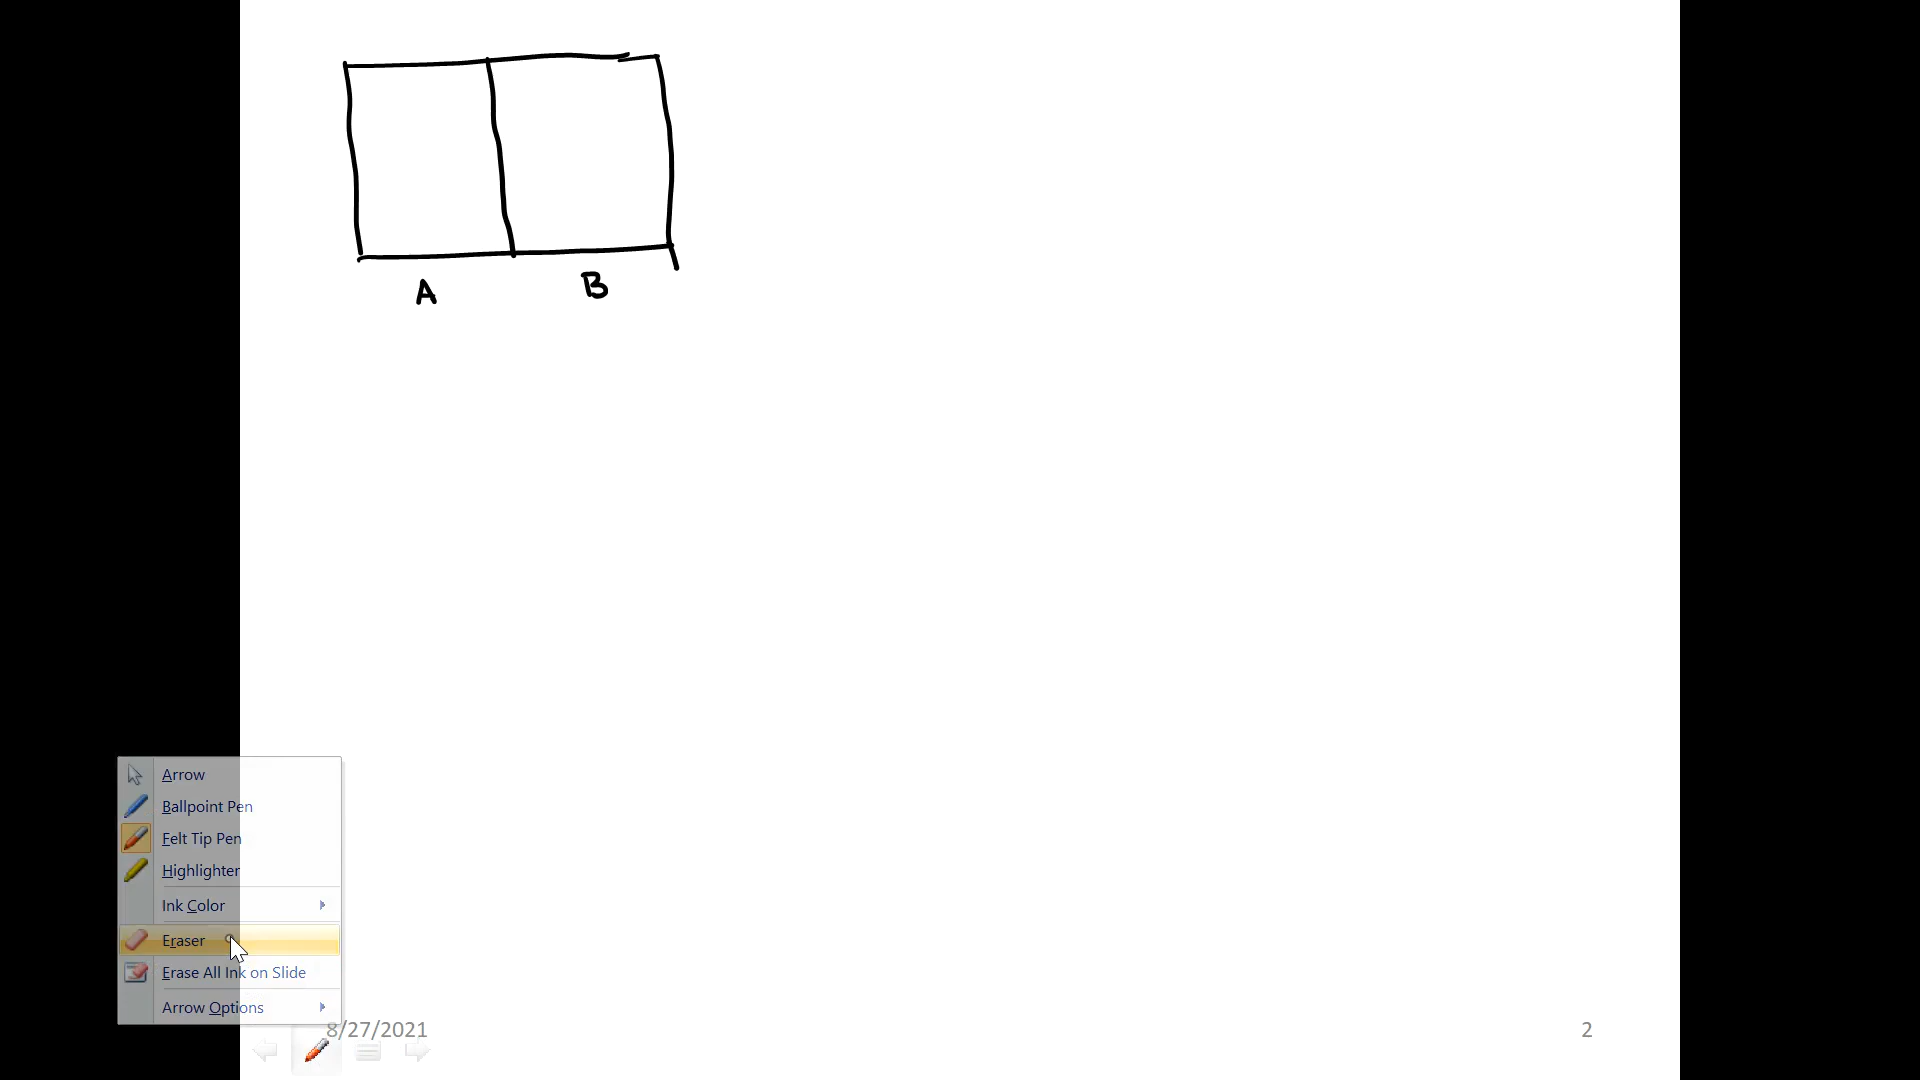 A B
Arrow
Ballpoint Pen
Felt Tip Pen
Highlighter
Ink Color
Eraser
Erase All Ink on Slide
Arrow Options
8/27/2021 2